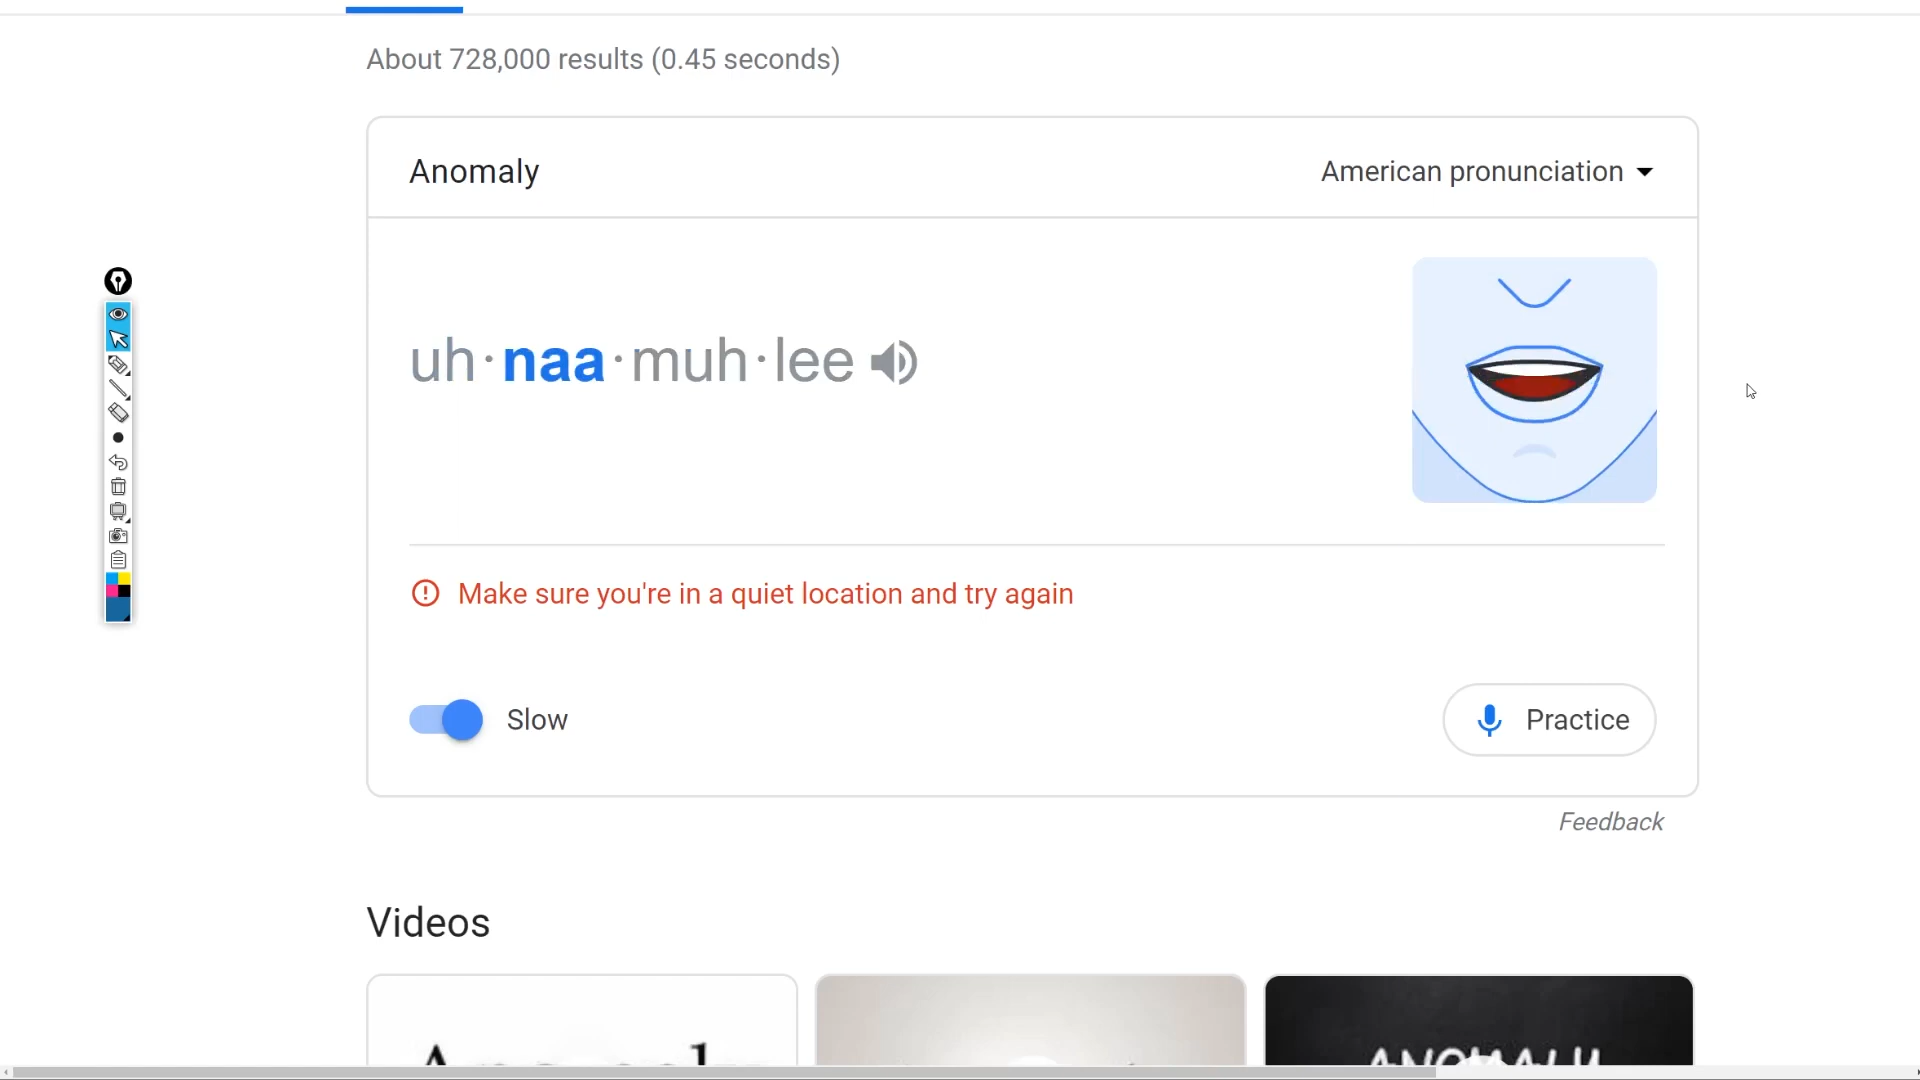 About 728,000 results (0.45 seconds)
Anomaly
American pronunciation
uh·naa·muh·lee
Make sure you're in a quiet location and try again
Slow
Practice
Feedback
Videos
ANOMALY